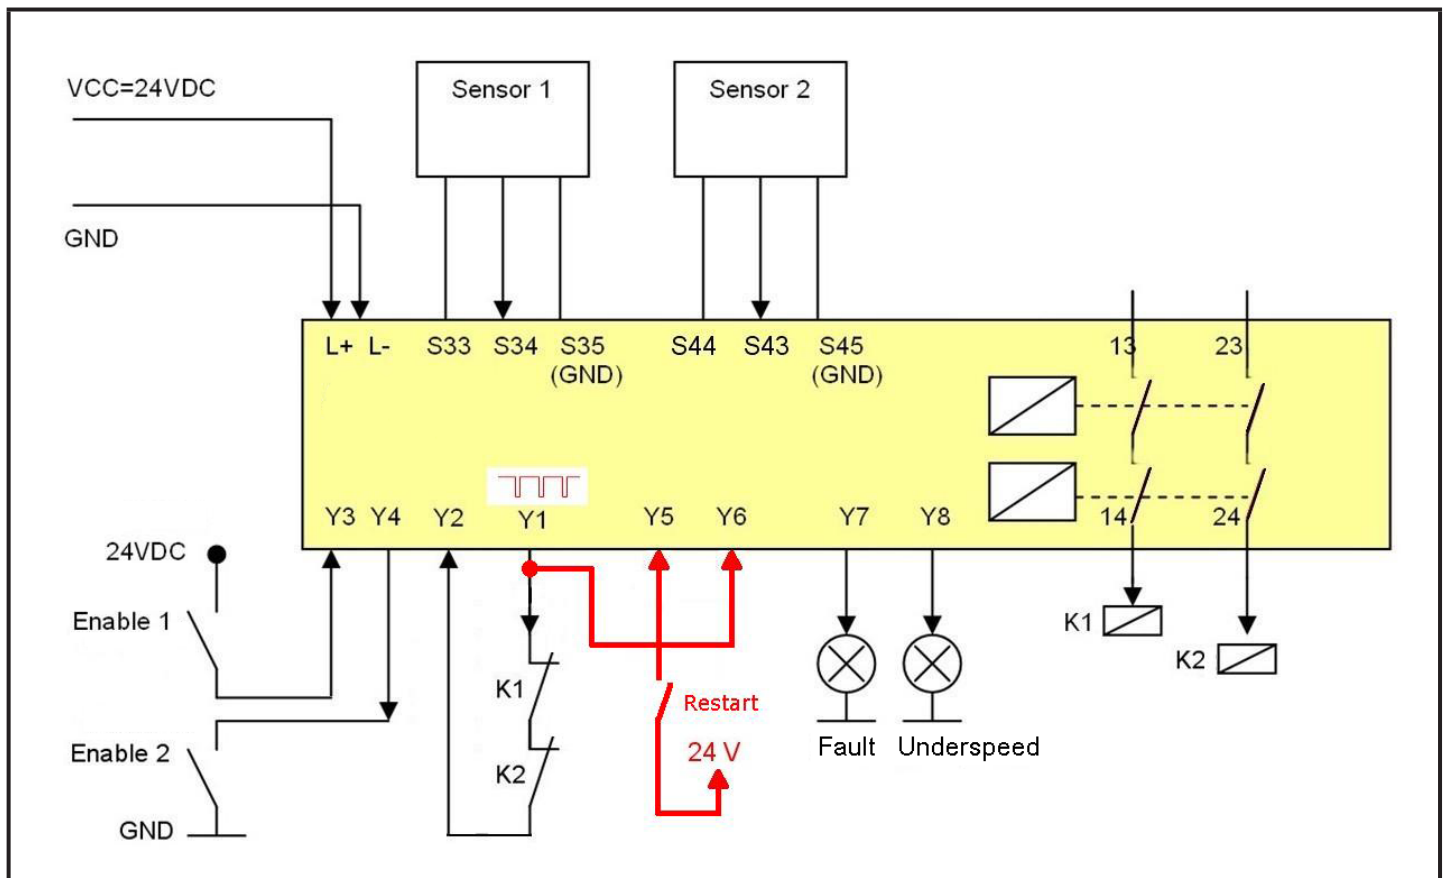 VCC=24VDC
Sensor 1
Sensor 2
GND
L+ L- S33 S34 S35 S44 S43 S45 13 23
(GND) (GND)
Y3 Y4 Y2 Y1 Y5 Y6 Y7 Y8 14 24
24VDC
Enable 1
K1
K2
K1
Restart
Enable 2
24 V
Fault Underspeed
K2
GND